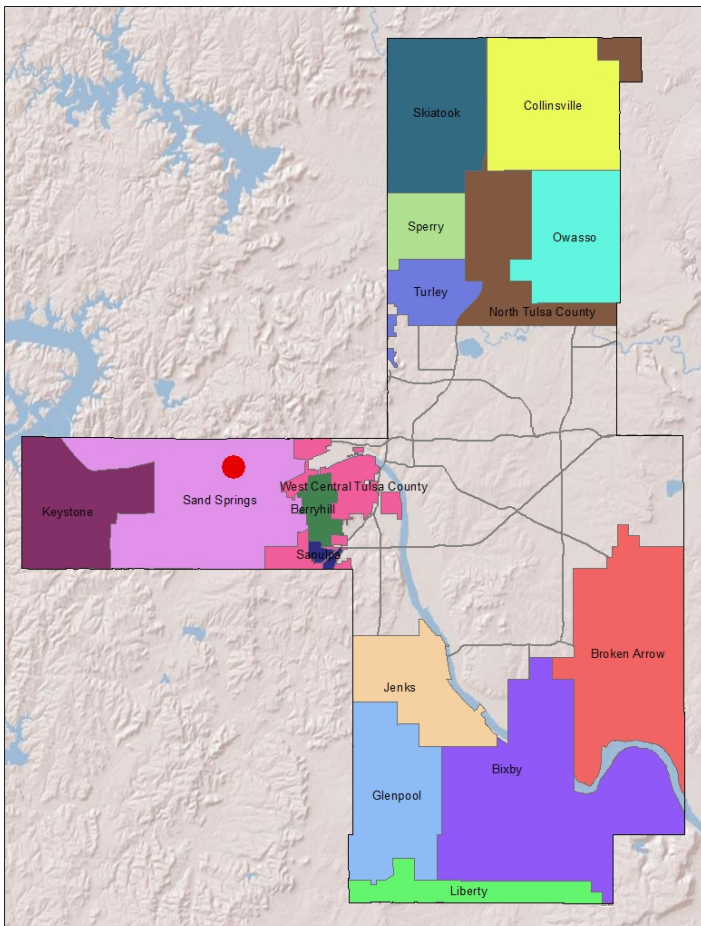 Skiatook
Collinsville
Sperry
Owasso
Turley
North Tulsa County
West Central Tulsa County
Sand Springs
Berryhill
Keystone
Sapulpa
Broken Arrow
Jenks
Bixby
Glenpool
Liberty